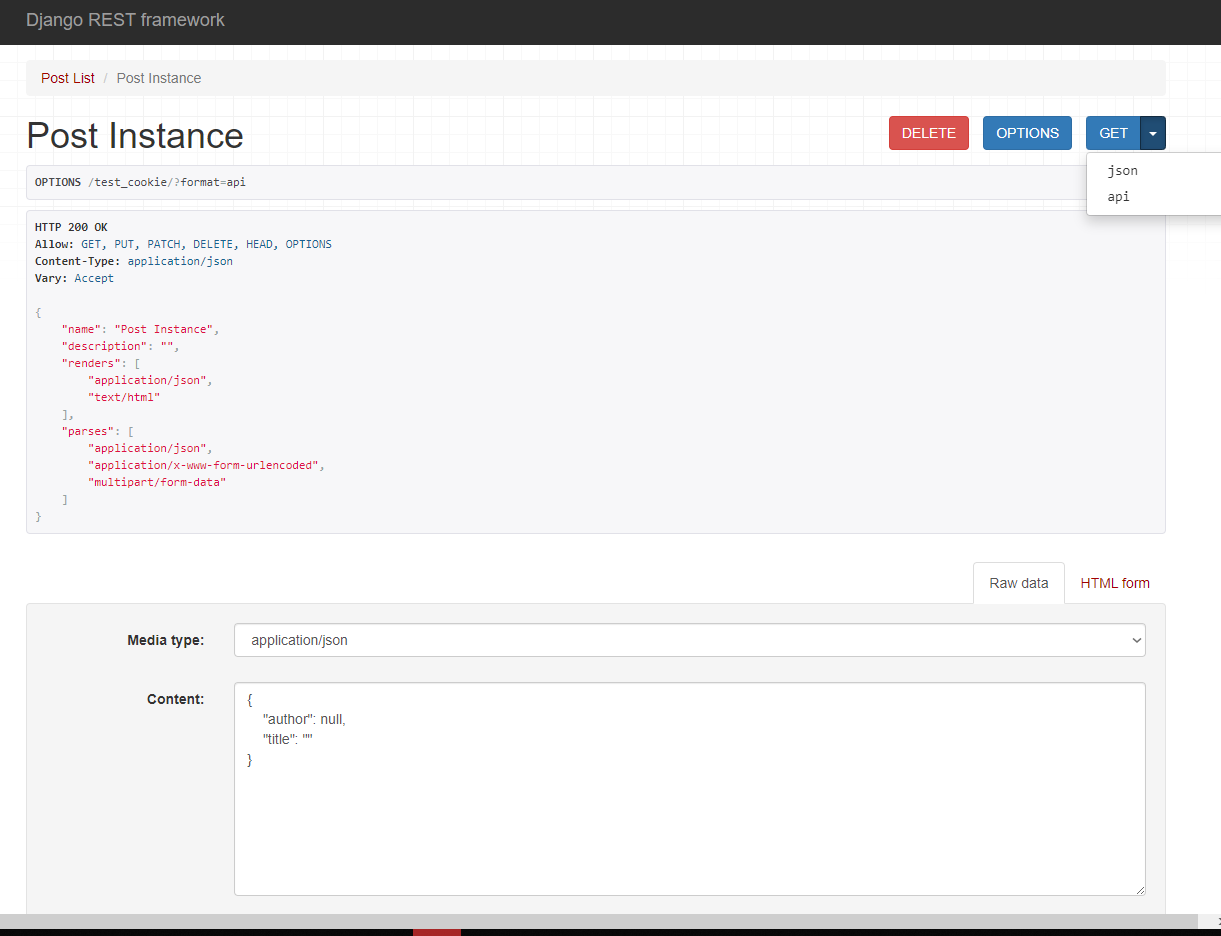 Django REST framework
Post List / Post Instance
Post Instance
DELETE OPTIONS GET
json
api
OPTIONS /test_cookie/?format=api
HTTP 200 OK
Allow: GET, PUT, PATCH, DELETE, HEAD, OPTIONS
Content-Type: application/json
Vary: Accept
{
    "name": "Post Instance",
    "description": "",
    "renders": [
        "application/json",
        "text/html"
    ],
    "parses": [
        "application/json",
        "application/x-www-form-urlencoded",
        "multipart/form-data"
    ]
}
Raw data HTML form
Media type: application/json
Content:
{
    "author": null,
    "title": ""
}